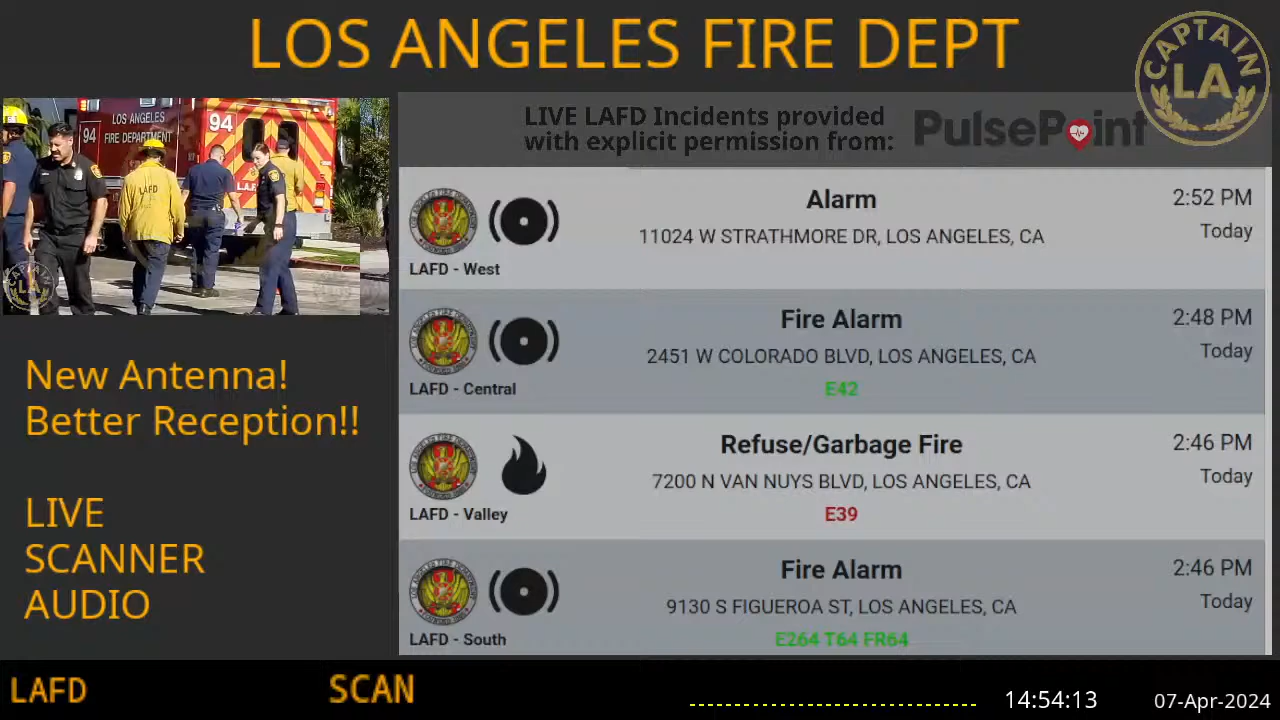 LOS ANGELES FIRE DEPT
CAPTAIN
LA
94
LOS ANGELES
FIRE DEPARTMENT
94
LAFD
LIVE LAFD Incidents provided
with explicit permission from:
PulsePoint
Alarm
2:52 PM
11024 W STRATHMORE DR, LOS ANGELES, CA
Today
LAFD - West
Fire Alarm
2:48 PM
2451 W COLORADO BLVD, LOS ANGELES, CA
Today
LAFD - Central
E42
Refuse/Garbage Fire
2:46 PM
7200 N VAN NUYS BLVD, LOS ANGELES, CA
Today
LAFD - Valley
E39
Fire Alarm
2:46 PM
9130 S FIGUEROA ST, LOS ANGELES, CA
Today
LAFD - South
E264 T64 FR64
New Antenna!
Better Reception!!
LIVE
SCANNER
AUDIO
LAFD
SCAN
14:54:13
07-Apr-2024